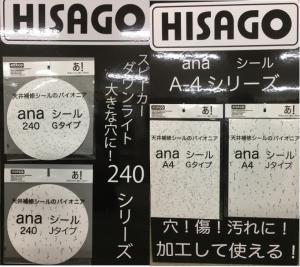 HISAGO
あ!
天井補修シールのパイオニア
ana シール
240 Gタイプ
あ!
天井補修シールのパイオニア
ana シール
240 Jタイプ
スピーカー
ダウンライト
大きな穴に!
240シリーズ
HISAGO
ana シール
A-4シリーズ
あ!
天井補修シールのパイオニア
ana シール
A4 Gタイプ
あ!
天井補修シールのパイオニア
ana シール
A4 Jタイプ
穴!傷!汚れに!
加工して使える!